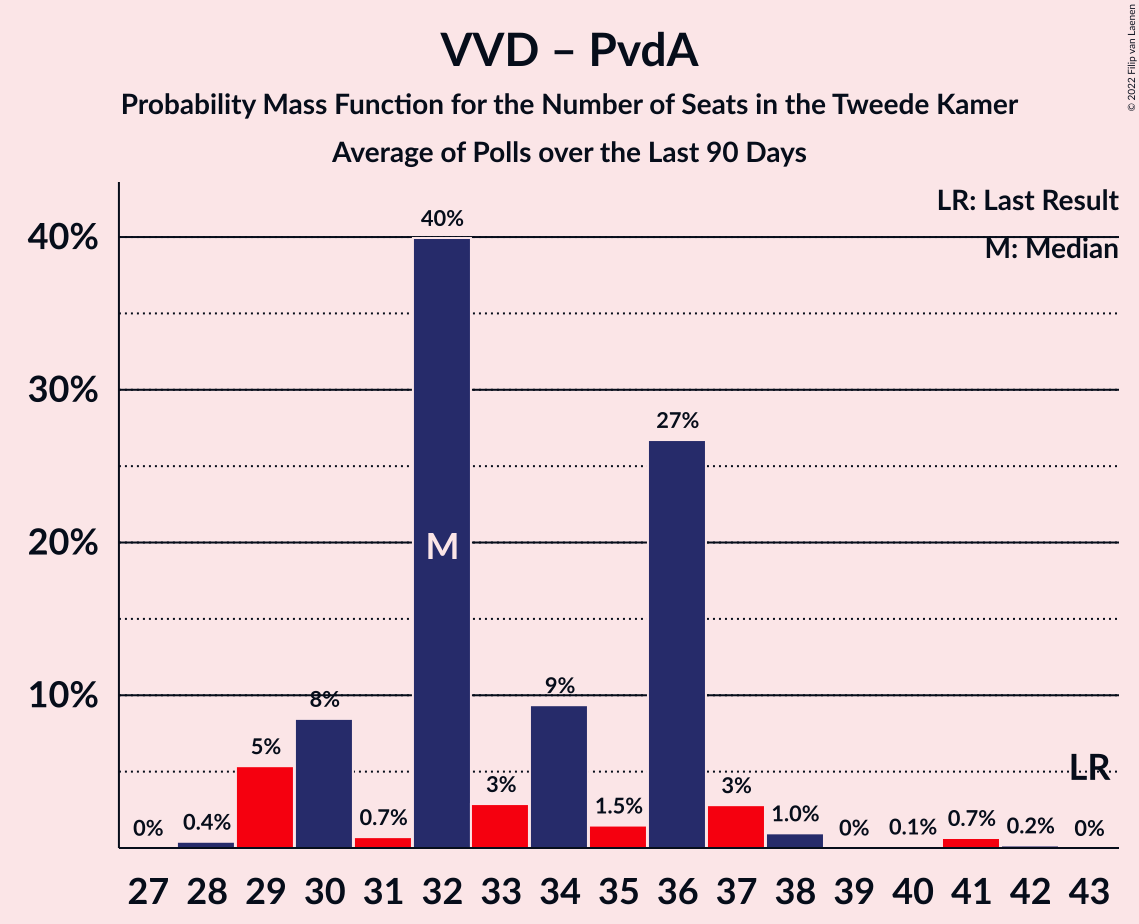 VVD – PvdA
Probability Mass Function for the Number of Seats in the Tweede Kamer
Average of Polls over the Last 90 Days
© 2022 Filip van Laenen
LR: Last Result
M: Median
40%
30%
20%
10%
0%
0.4%
5%
8%
0.7%
40%
3%
9%
1.5%
27%
3%
1.0%
0%
0.1%
0.7%
0.2%
0%
M
LR
27 28 29 30 31 32 33 34 35 36 37 38 39 40 41 42 43